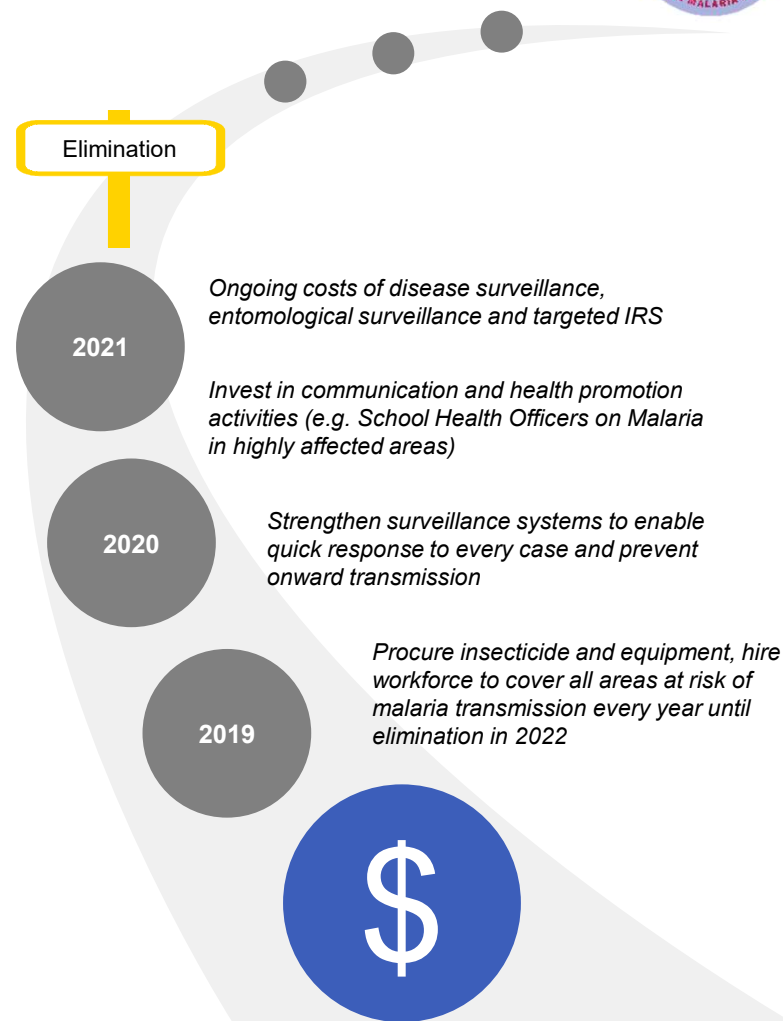 MALARIA
Elimination
Ongoing costs of disease surveillance,
entomological surveillance and targeted IRS
2021
Invest in communication and health promotion
activities (e.g. School Health Officers on Malaria
in highly affected areas)
Strengthen surveillance systems to enable
quick response to every case and prevent
onward transmission
2020
Procure insecticide and equipment, hire
workforce to cover all areas at risk of
malaria transmission every year until
elimination in 2022
2019
$